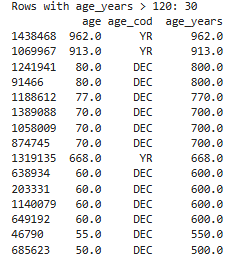 Rows with age_years > 120: 30
age age_cod age_years
1438468 962.0 YR 962.0
1069967 913.0 YR 913.0
1241941 80.0 DEC 800.0
91466 80.0 DEC 800.0
1188612 77.0 DEC 770.0
1389088 70.0 DEC 700.0
1058009 70.0 DEC 700.0
874745 70.0 DEC 700.0
1319135 668.0 YR 668.0
638934 60.0 DEC 600.0
203331 60.0 DEC 600.0
1140079 60.0 DEC 600.0
649192 60.0 DEC 600.0
46790 55.0 DEC 550.0
685623 50.0 DEC 500.0